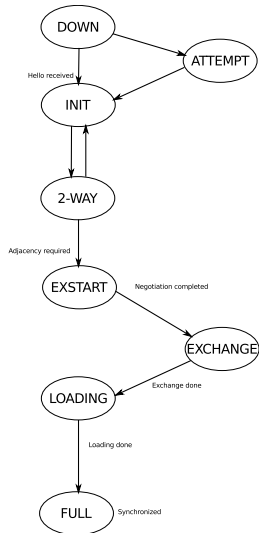 DOWN
ATTEMPT
Hello received
INIT
2-WAY
Adjacency required
EXSTART
Negotiation completed
EXCHANGE
Exchange done
LOADING
Loading done
FULL
Synchronized